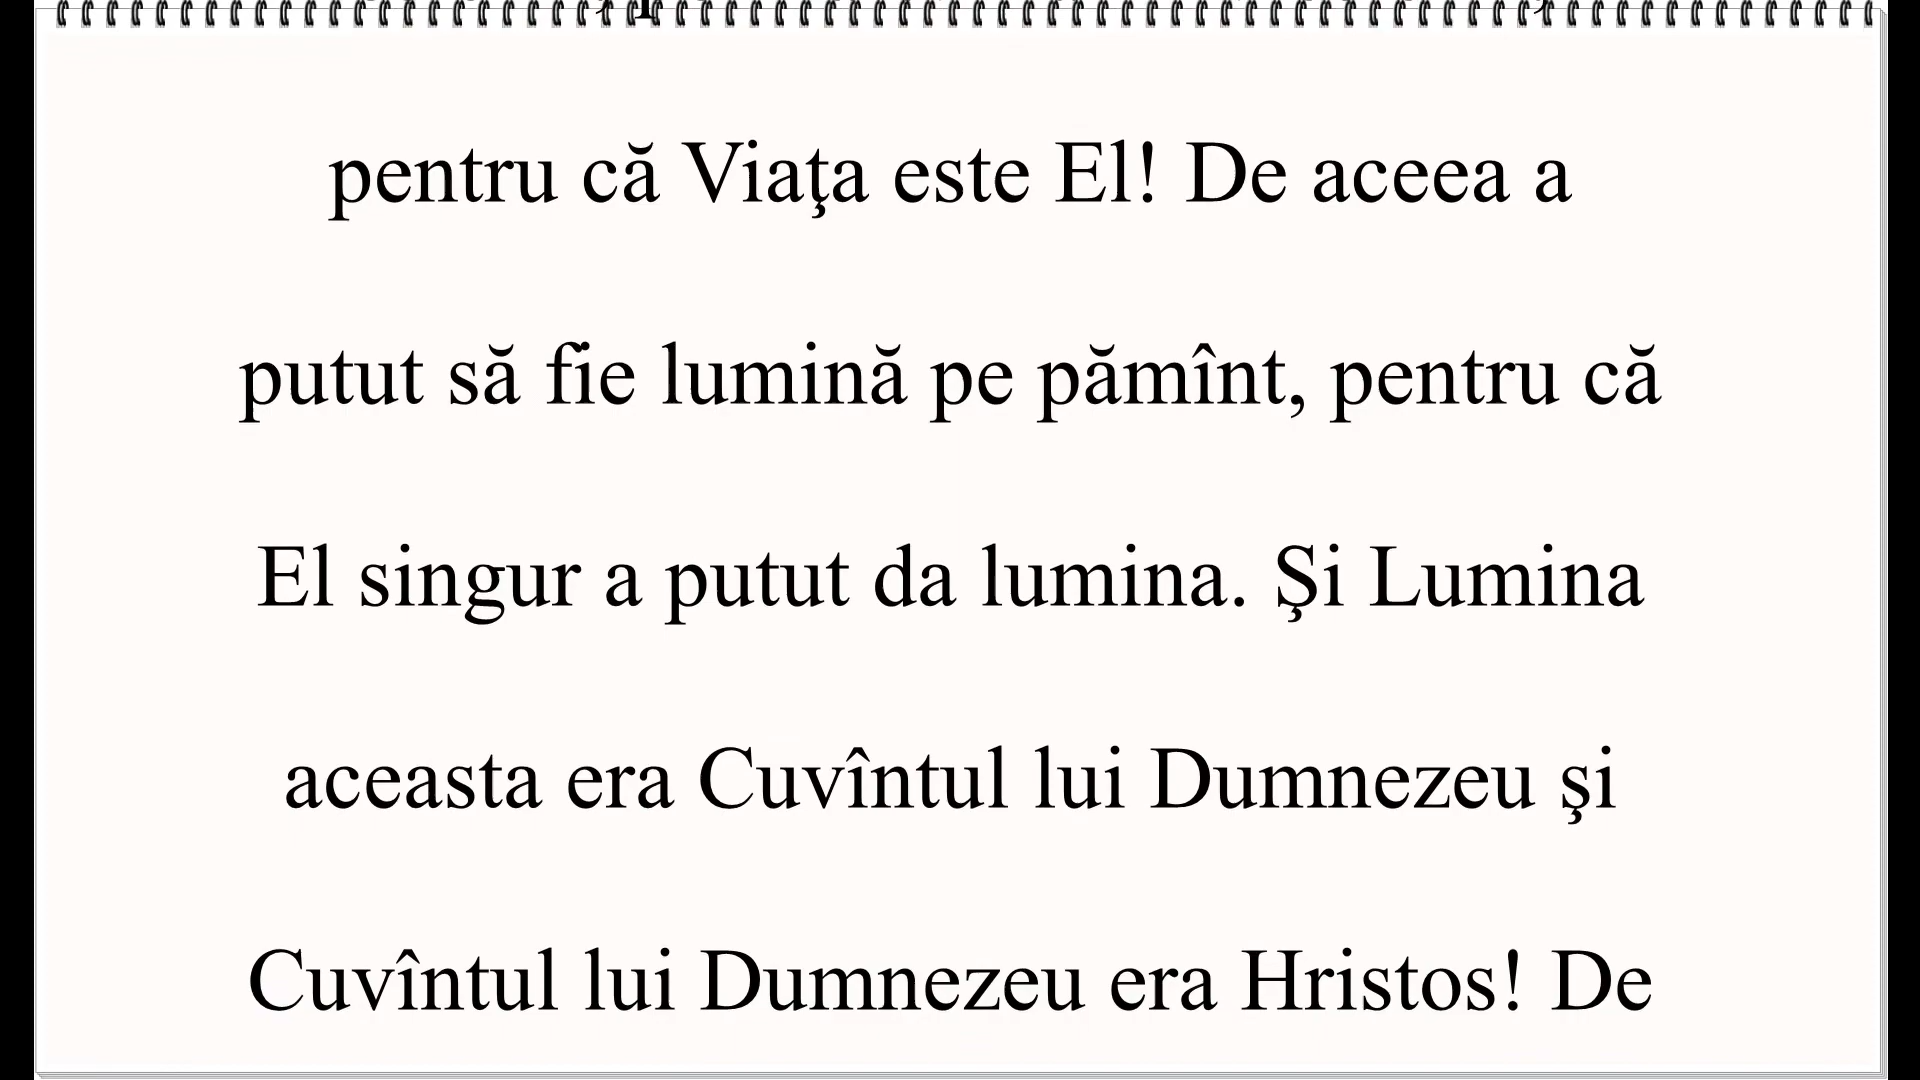 pentru că Viaţa este El! De aceea a
putut să fie lumină pe pămînt, pentru că
El singur a putut da lumina. Şi Lumina
aceasta era Cuvîntul lui Dumnezeu şi
Cuvîntul lui Dumnezeu era Hristos! De